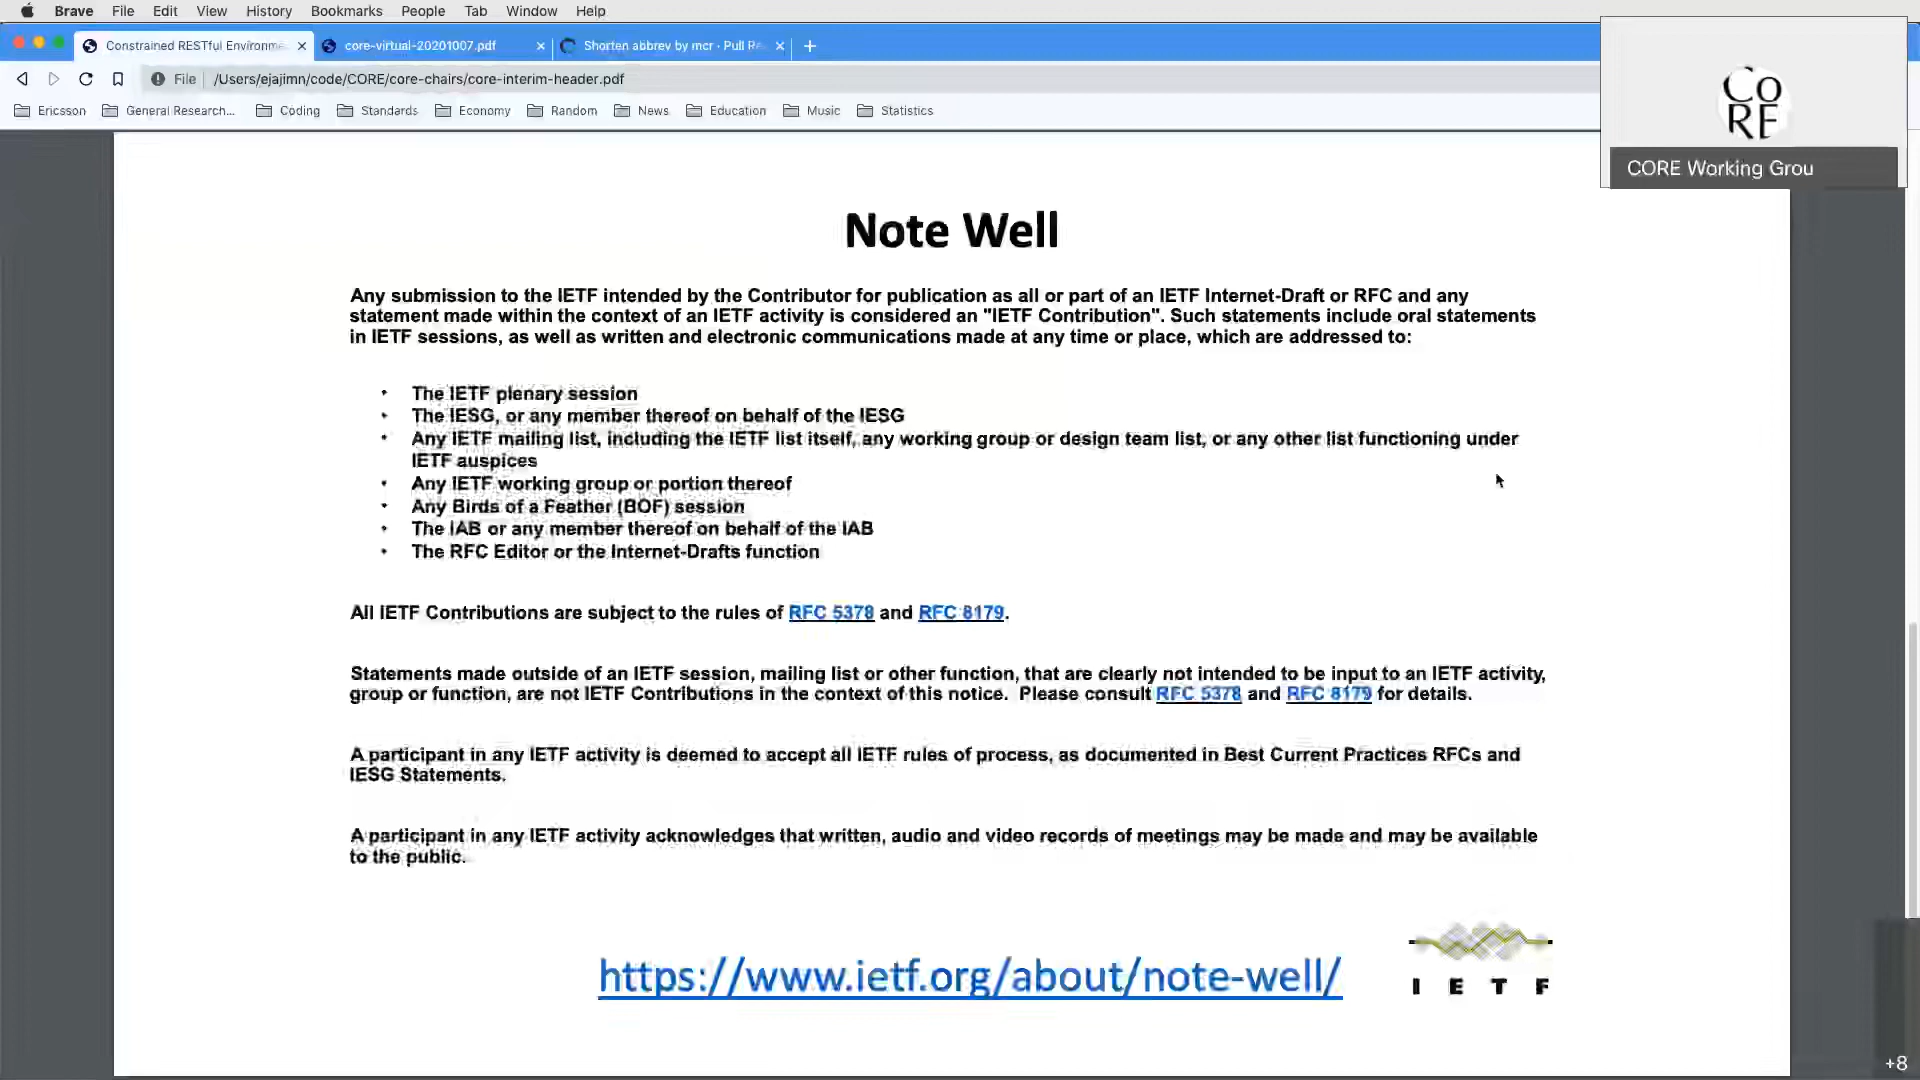 Brave File Edit View History Bookmarks People Tab Window Help
Constrained RESTful Environme
core-virtual-20201007.pdf
Shorten abbrev by mcr · Pull Re
File /Users/ejajimn/code/CORE/core-chairs/core-interim-header.pdf
Ericsson General Research... Coding Standards Economy Random News Education Music Statistics
CO
RE
CORE Working Grou
Note Well
Any submission to the IETF intended by the Contributor for publication as all or part of an IETF Internet-Draft or RFC and any
statement made within the context of an IETF activity is considered an "IETF Contribution". Such statements include oral statements
in IETF sessions, as well as written and electronic communications made at any time or place, which are addressed to:
• The IETF plenary session
• The IESG, or any member thereof on behalf of the IESG
• Any IETF mailing list, including the IETF list itself, any working group or design team list, or any other list functioning under
IETF auspices
• Any IETF working group or portion thereof
• Any Birds of a Feather (BOF) session
• The IAB or any member thereof on behalf of the IAB
• The RFC Editor or the Internet-Drafts function
All IETF Contributions are subject to the rules of RFC 5378 and RFC 8179.
Statements made outside of an IETF session, mailing list or other function, that are clearly not intended to be input to an IETF activity,
group or function, are not IETF Contributions in the context of this notice. Please consult RFC 5378 and RFC 8179 for details.
A participant in any IETF activity is deemed to accept all IETF rules of process, as documented in Best Current Practices RFCs and
IESG Statements.
A participant in any IETF activity acknowledges that written, audio and video records of meetings may be made and may be available
to the public.
https://www.ietf.org/about/note-well/
I E T F
+8